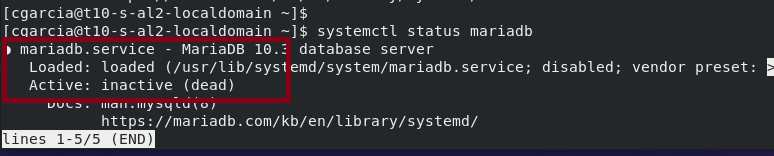 [cgarcia@t10-s-al2-localdomain ~]$
[cgarcia@t10-s-al2-localdomain ~]$ systemctl status mariadb
● mariadb.service - MariaDB 10.3 database server
Loaded: loaded (/usr/lib/systemd/system/mariadb.service; disabled; vendor preset: >
Active: inactive (dead)
Docs: man:mysqld(8)
https://mariadb.com/kb/en/library/systemd/
lines 1-5/5 (END)